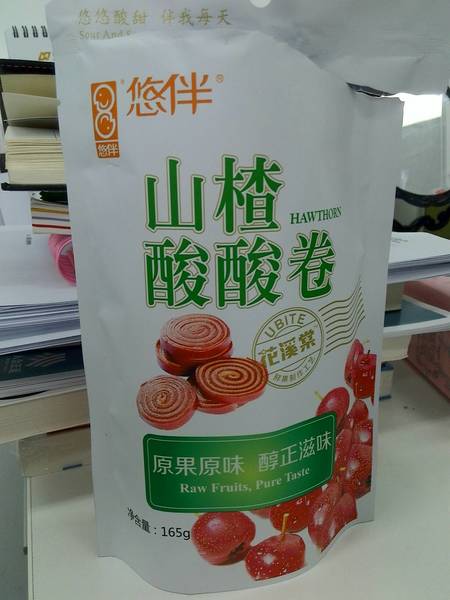 悠悠酸甜 伴我每天
Sour And S
悠伴®
悠伴
山楂
HAWTHORN
酸酸卷
UBITE
花溪棠
原果原味 醇正滋味
Raw Fruits, Pure Taste
净含量：165g